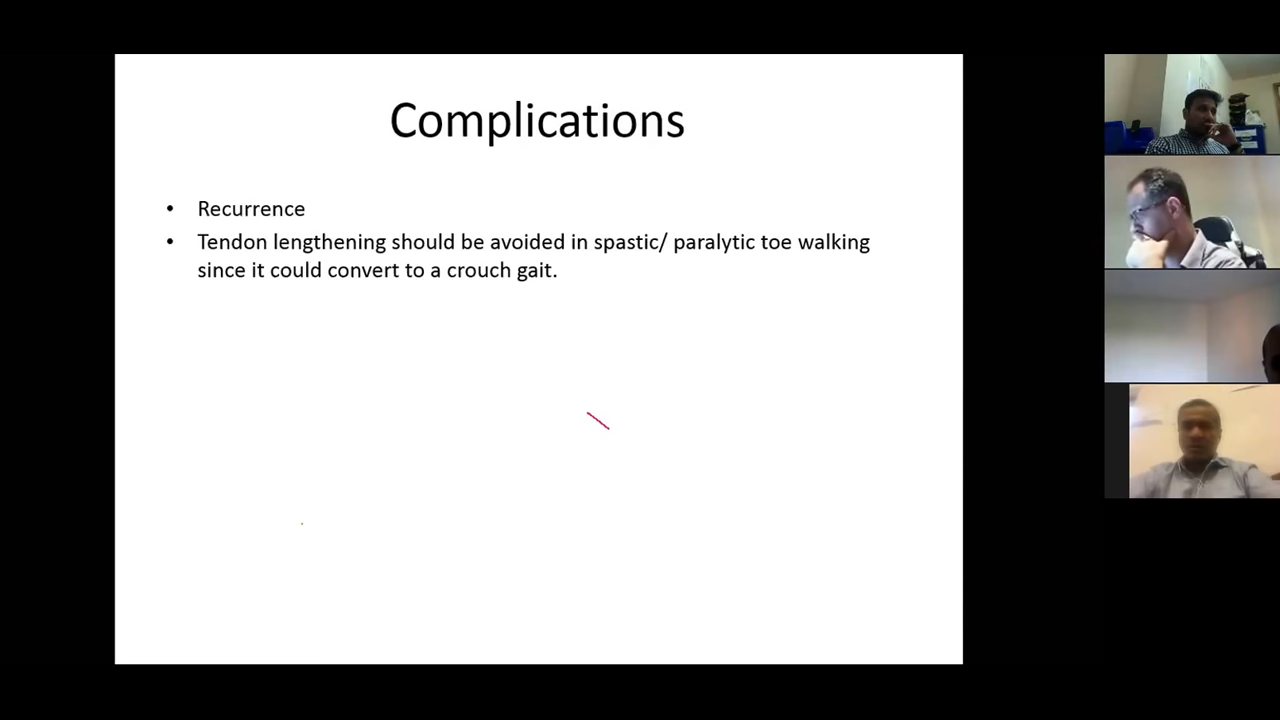 Complications
• Recurrence
• Tendon lengthening should be avoided in spastic/ paralytic toe walking
since it could convert to a crouch gait.